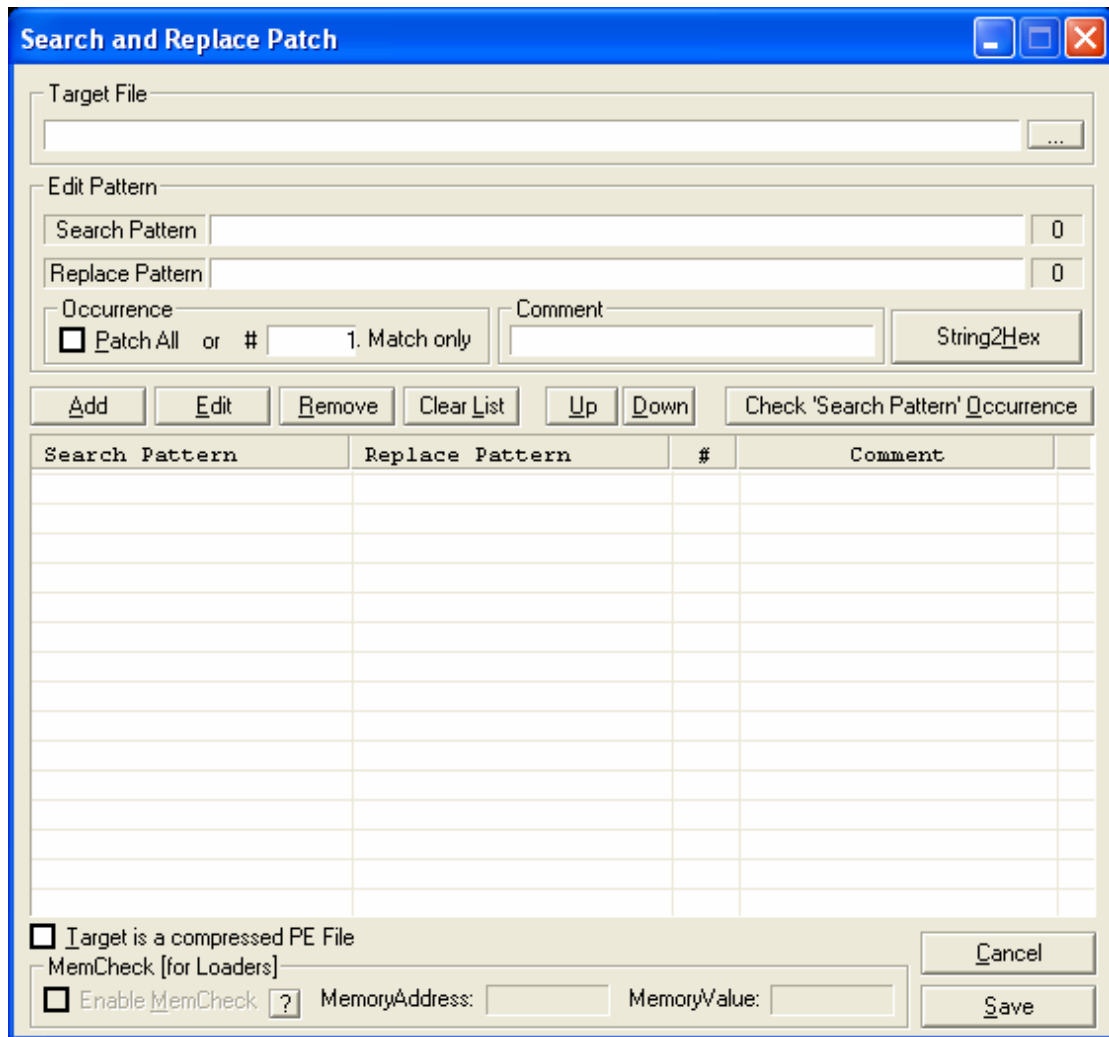 Search and Replace Patch
Target File
...
Edit Pattern
Search Pattern 0
Replace Pattern 0
Occurrence
Patch All or # 1. Match only
Comment
String2Hex
Add Edit Remove Clear List Up Down Check 'Search Pattern' Occurrence
Search Pattern Replace Pattern # Comment
Target is a compressed PE File
MemCheck [for Loaders]
Enable MemCheck ? MemoryAddress: MemoryValue:
Cancel
Save